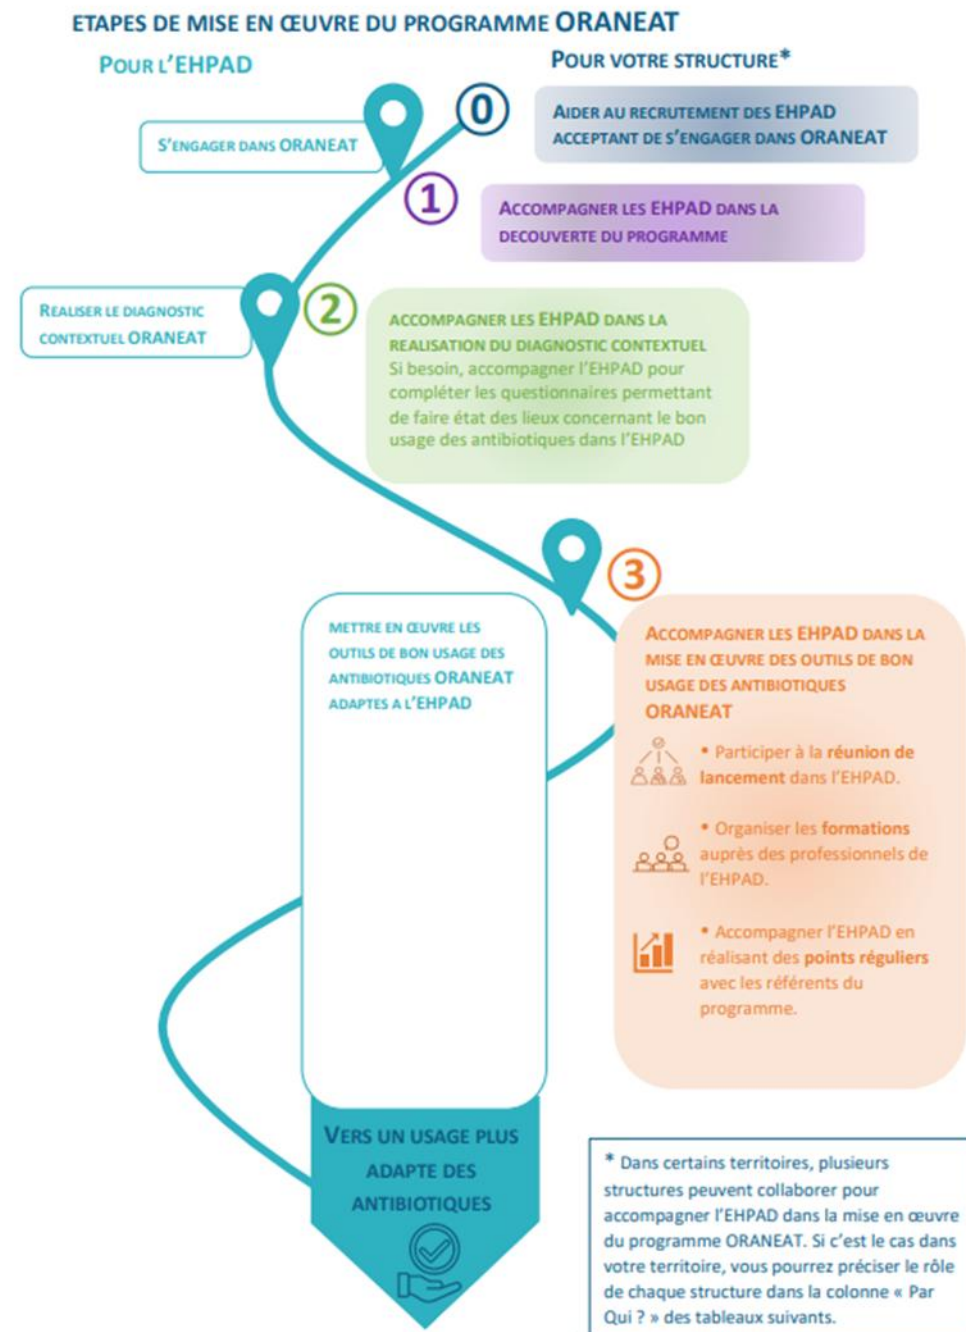 ETAPES DE MISE EN ŒUVRE DU PROGRAMME ORANEAT
POUR L'EHPAD
POUR VOTRE STRUCTURE*
S'ENGAGER DANS ORANEAT
0
AIDER AU RECRUTEMENT DES EHPAD
ACCEPTANT DE S'ENGAGER DANS ORANEAT
1
ACCOMPAGNER LES EHPAD DANS LA
DECOUVERTE DU PROGRAMME
REALISER LE DIAGNOSTIC
CONTEXTUEL ORANEAT
2
ACCOMPAGNER LES EHPAD DANS LA
REALISATION DU DIAGNOSTIC CONTEXTUEL
Si besoin, accompagner l'EHPAD pour
compléter les questionnaires permettant
de faire état des lieux concernant le bon
usage des antibiotiques dans l'EHPAD
3
METTRE EN ŒUVRE LES
OUTILS DE BON USAGE DES
ANTIBIOTIQUES ORANEAT
ADAPTES A L'EHPAD
ACCOMPAGNER LES EHPAD DANS LA
MISE EN ŒUVRE DES OUTILS DE BON
USAGE DES ANTIBIOTIQUES
ORANEAT
• Participer à la réunion de
lancement dans l'EHPAD.
• Organiser les formations
auprès des professionnels de
l'EHPAD.
• Accompagner l'EHPAD en
réalisant des points réguliers
avec les référents du
programme.
VERS UN USAGE PLUS
ADAPTE DES
ANTIBIOTIQUES
* Dans certains territoires, plusieurs
structures peuvent collaborer pour
accompagner l'EHPAD dans la mise en œuvre
du programme ORANEAT. Si c'est le cas dans
votre territoire, vous pourrez préciser le rôle
de chaque structure dans la colonne « Par
Qui ? » des tableaux suivants.